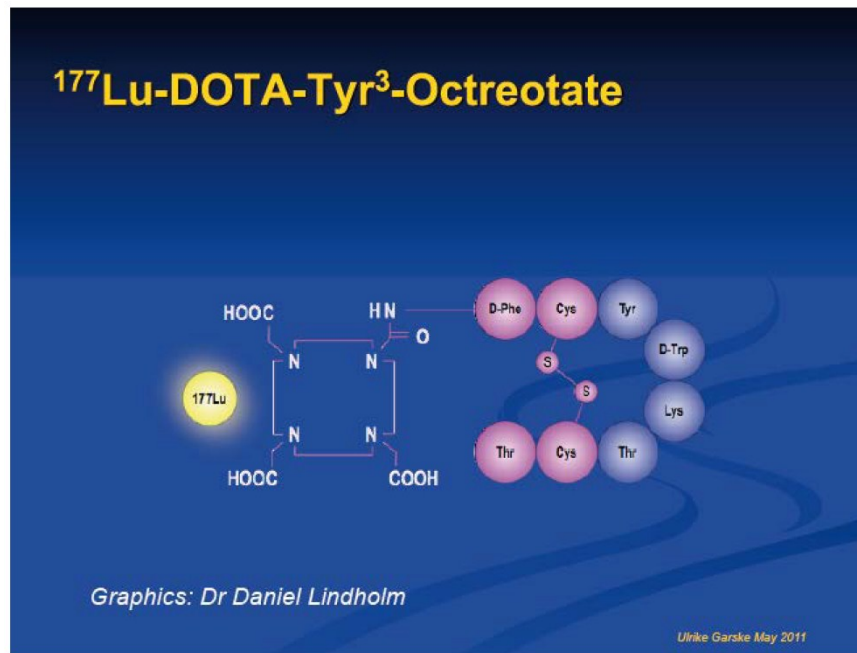 ¹⁷⁷Lu-DOTA-Tyr³-Octreotate
HOOC
HN
O
N
N
177Lu
N
N
HOOC
COOH
D-Phe
Cys
Tyr
D-Trp
S
S
Lys
Thr
Cys
Thr
Graphics: Dr Daniel Lindholm
Ulrike Garske May 2011